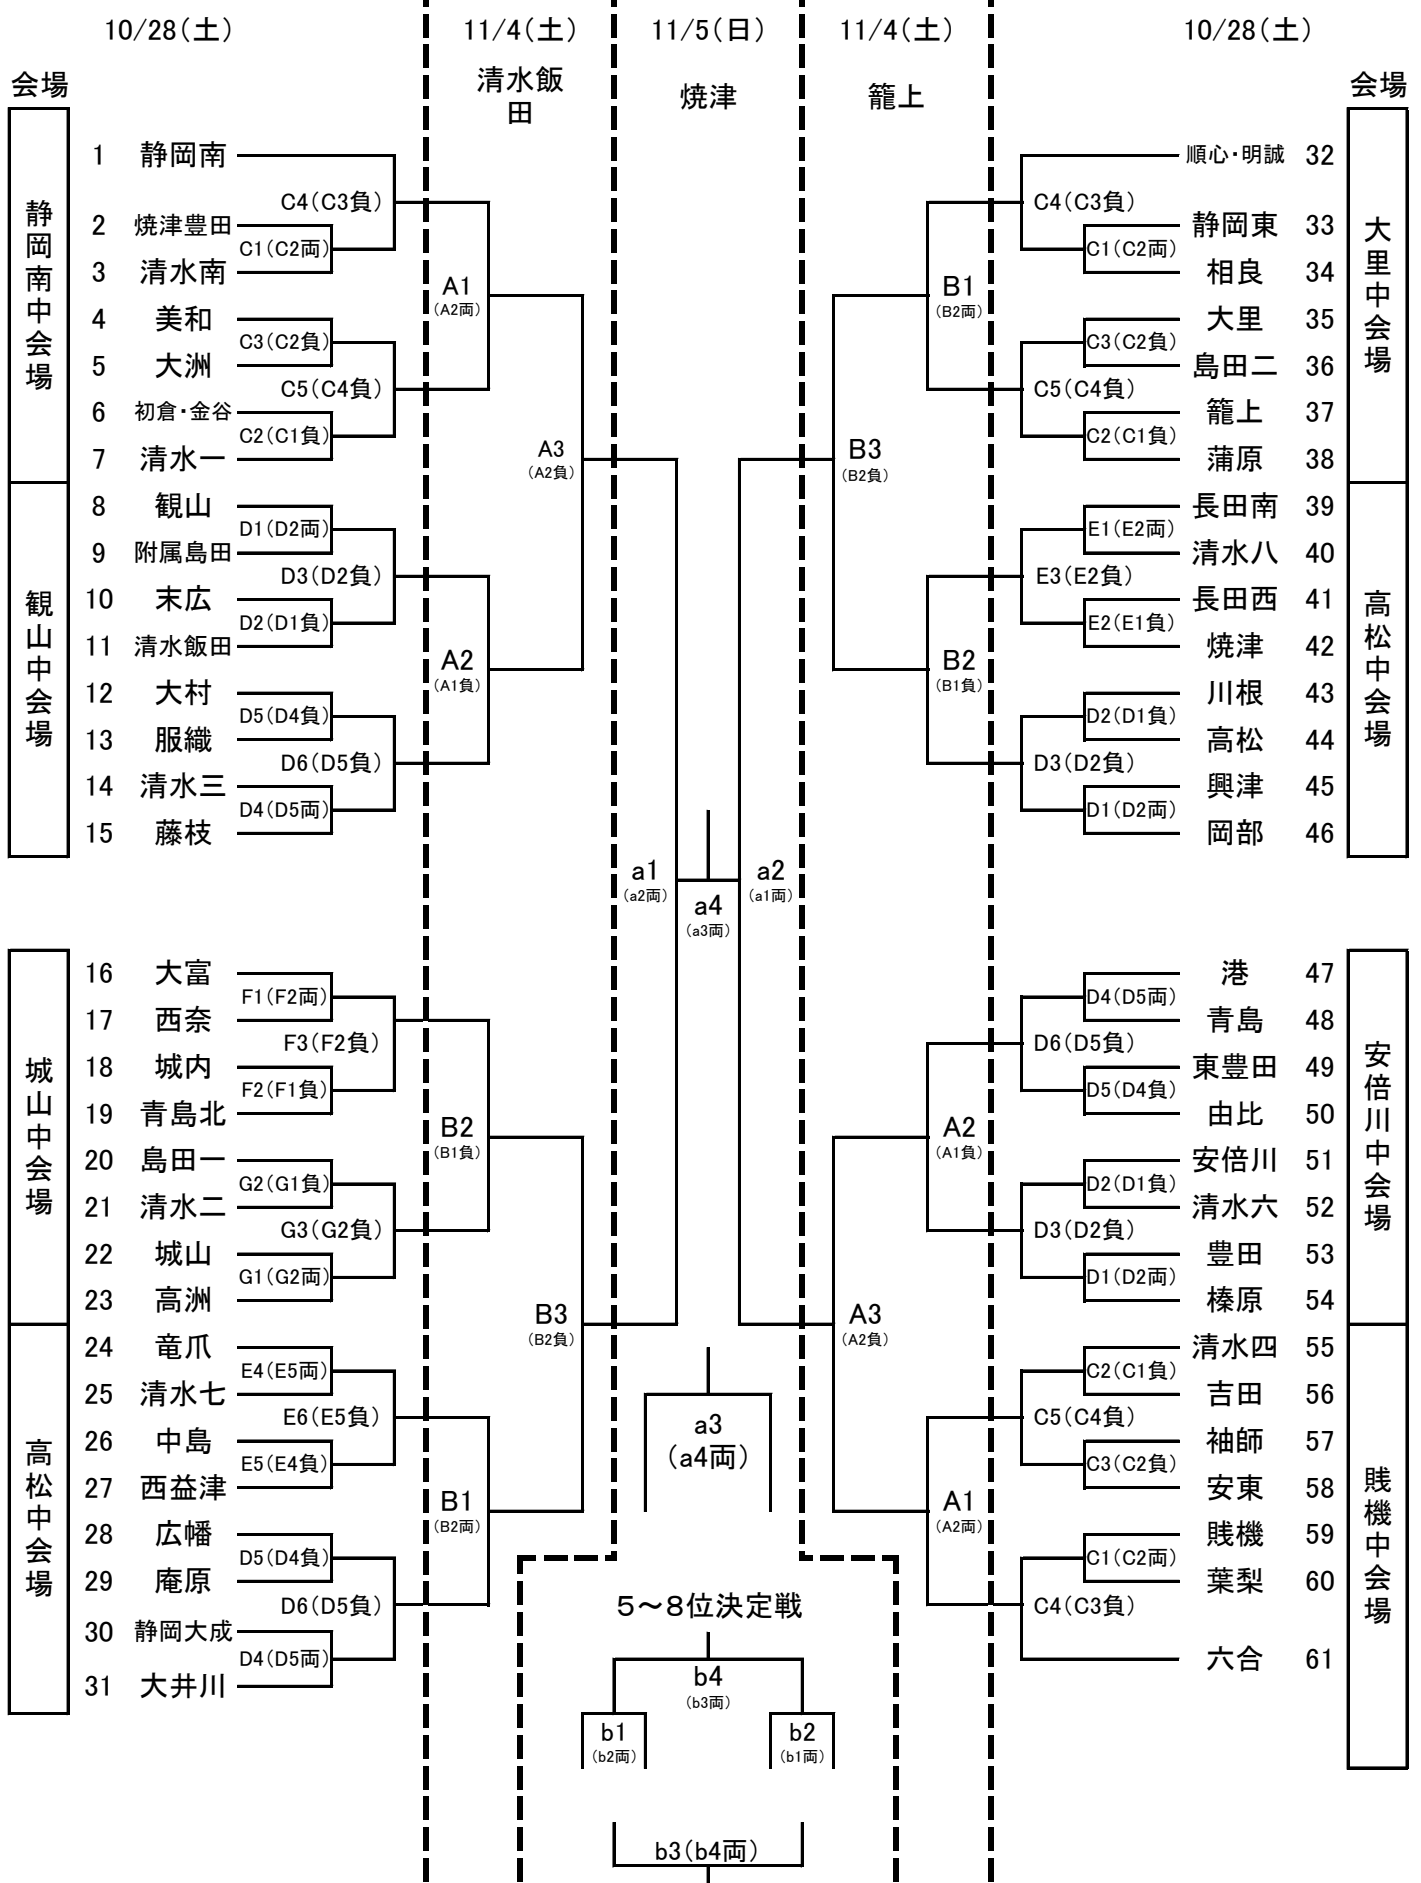 10/28(土)
11/4(土)
11/5(日)
11/4(土)
10/28(土)
清水飯
田
焼津
籠上
会場
会場
静岡南中会場
1 静岡南
C4(C3負)
2 焼津豊田
C1(C2両)
3 清水南
A1
(A2両)
4 美和
C3(C2負)
5 大洲
C5(C4負)
6 初倉・金谷
C2(C1負)
7 清水一
A3
(A2負)
観山中会場
8 観山
D1(D2両)
9 附属島田
D3(D2負)
10 末広
D2(D1負)
11 清水飯田
A2
(A1負)
12 大村
D5(D4負)
13 服織
D6(D5負)
14 清水三
D4(D5両)
15 藤枝
城山中会場
16 大富
F1(F2両)
17 西奈
F3(F2負)
18 城内
F2(F1負)
19 青島北
B2
(B1負)
20 島田一
G2(G1負)
21 清水二
G3(G2負)
22 城山
G1(G2両)
23 高洲
B3
(B2負)
高松中会場
24 竜爪
E4(E5両)
25 清水七
E6(E5負)
26 中島
E5(E4負)
27 西益津
B1
(B2両)
28 広幡
D5(D4負)
29 庵原
D6(D5負)
30 静岡大成
D4(D5両)
31 大井川
a1
(a2両)
a4
(a3両)
a2
(a1両)
a3
(a4両)
5～8位決定戦
b4
(b3両)
b1
(b2両)
b2
(b1両)
b3(b4両)
大里中会場
順心・明誠 32
C4(C3負)
静岡東 33
C1(C2両)
相良 34
B1
(B2両)
大里 35
C3(C2負)
島田二 36
C5(C4負)
籠上 37
C2(C1負)
蒲原 38
B3
(B2負)
高松中会場
長田南 39
E1(E2両)
清水八 40
E3(E2負)
長田西 41
E2(E1負)
焼津 42
B2
(B1負)
川根 43
D2(D1負)
高松 44
D3(D2負)
興津 45
D1(D2両)
岡部 46
安倍川中会場
港 47
D4(D5両)
青島 48
D6(D5負)
東豊田 49
D5(D4負)
由比 50
A2
(A1負)
安倍川 51
D2(D1負)
清水六 52
D3(D2負)
豊田 53
D1(D2両)
榛原 54
A3
(A2負)
賎機中会場
清水四 55
C2(C1負)
吉田 56
C5(C4負)
袖師 57
C3(C2負)
安東 58
A1
(A2両)
賎機 59
C1(C2両)
葉梨 60
C4(C3負)
六合 61